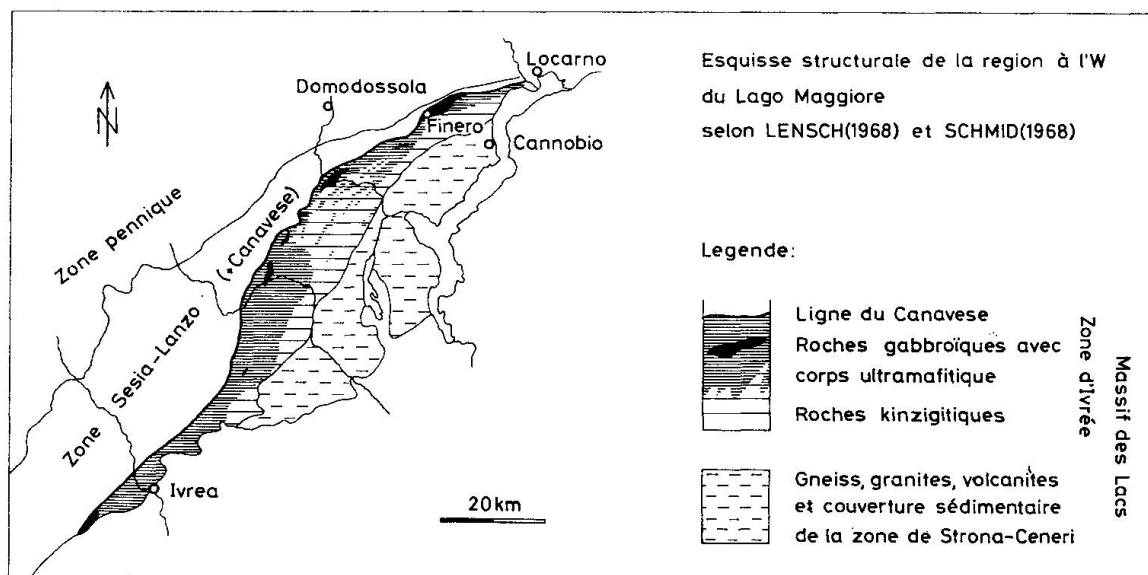 Locarno
Domodossola
Finero
Cannobio
Zone pennique
(+Canavese)
Zone Sesia-Lanzo
Ivrea
N
20km
Esquisse structurale de la region à l'W
du Lago Maggiore
selon LENSCH(1968) et SCHMID(1968)
Legende:
Ligne du Canavese
Roches gabbroïques avec
corps ultramafitique
Roches kinzigitiques
Zone d'Ivrée
Massif des Lacs
Gneiss, granites, volcanites
et couverture sédimentaire
de la zone de Strona-Ceneri